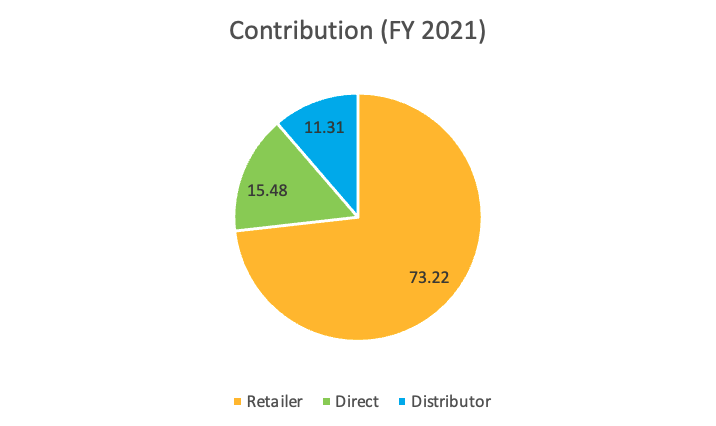 Contribution (FY 2021)
11.31
15.48
73.22
Retailer Direct Distributor